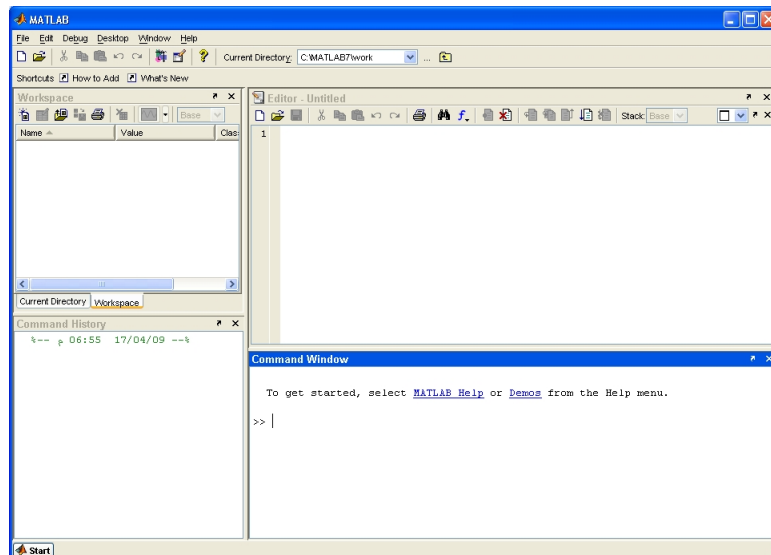 MATLAB
File Edit Debug Desktop Window Help
Current Directory: C:\MATLAB7\work ...
Shortcuts How to Add What's New
Workspace
Base
Name Value Clas
Current Directory Workspace
Command History
%-- م 06:55 17/04/09 --%
Editor - Untitled
Stack: Base
1
Command Window
To get started, select MATLAB Help or Demos from the Help menu.
>>
Start